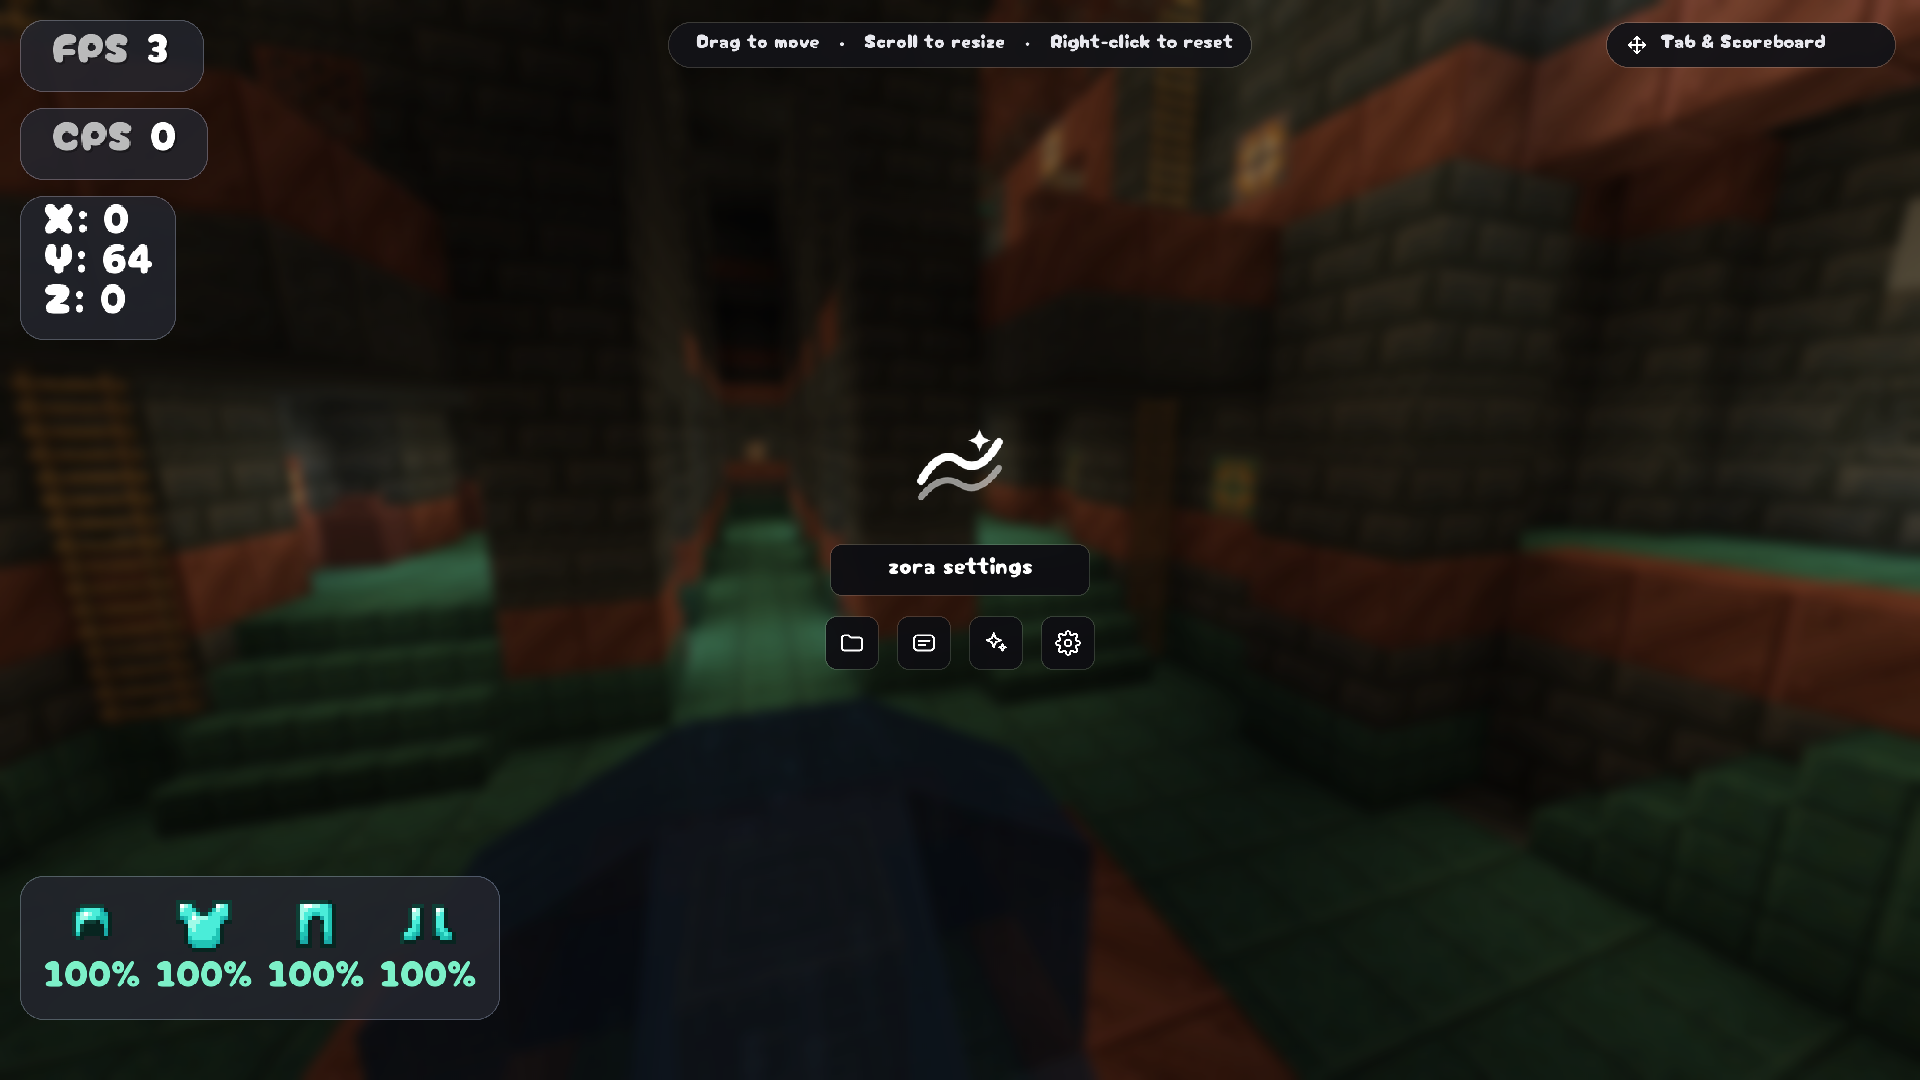 FPS 3
Drag to move · Scroll to resize · Right-click to reset
Tab & Scoreboard
CPS 0
X: 0
Y: 64
Z: 0
zora settings
100% 100% 100% 100%